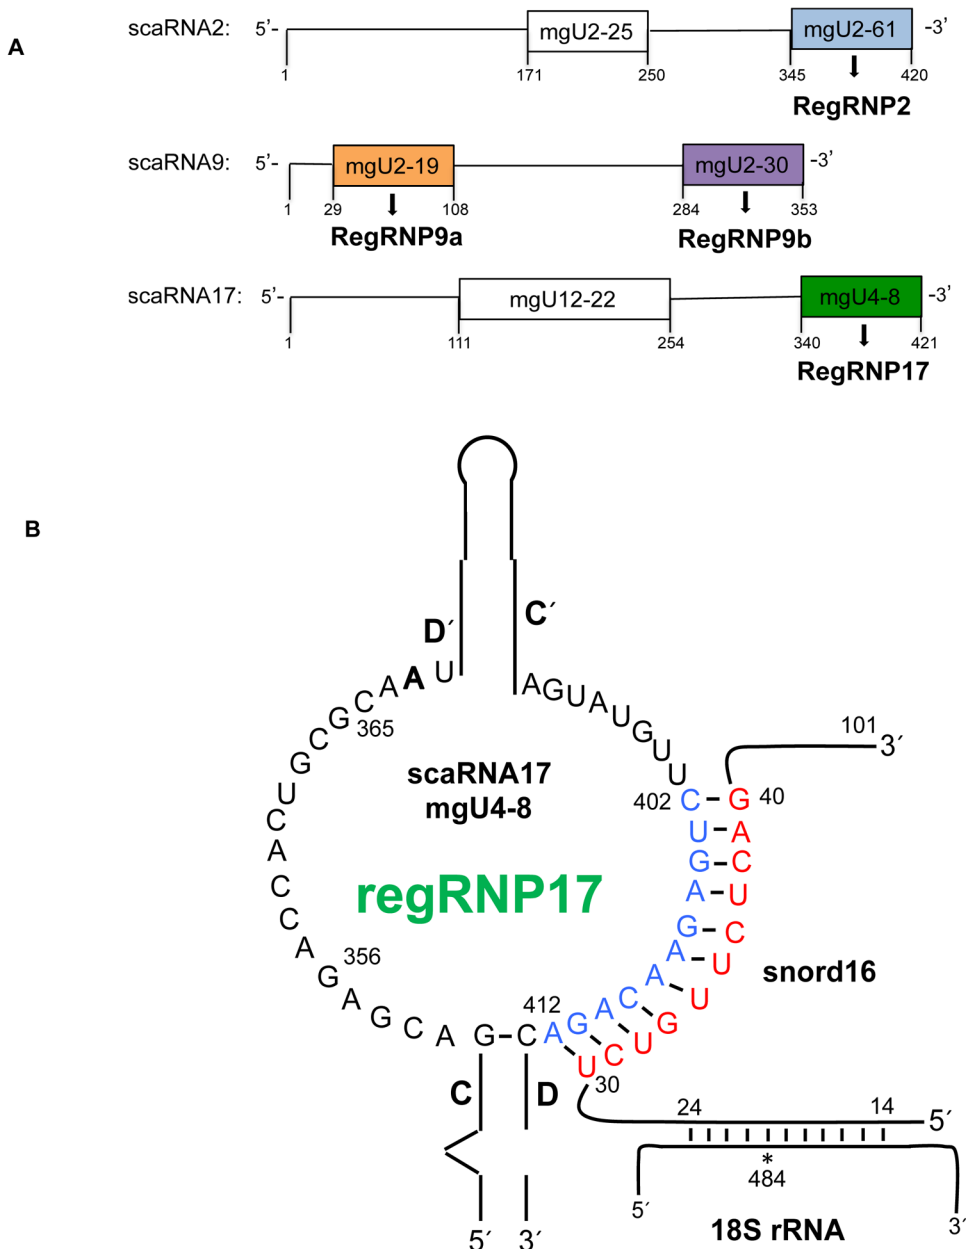 A
scaRNA2: 5’- mgU2-25 mgU2-61 -3’
1 171 250 345 420
RegRNP2
scaRNA9: 5’- mgU2-19 mgU2-30 -3’
1 29 108 284 353
RegRNP9a RegRNP9b
scaRNA17: 5’- mgU12-22 mgU4-8 -3’
1 111 254 340 421
RegRNP17
B
D´ C´
U A A C G C G U C A C C A G A G C A G
365
356
A G U A U G U U
scaRNA17
mgU4-8
regRNP17
402 C U G A G A A C A G A C
412
101 3´
G 40
A C U C U U G U C U
30
snord16
C D
5´ 3´
24 14 5´
*
484
5´ 3´
18S rRNA